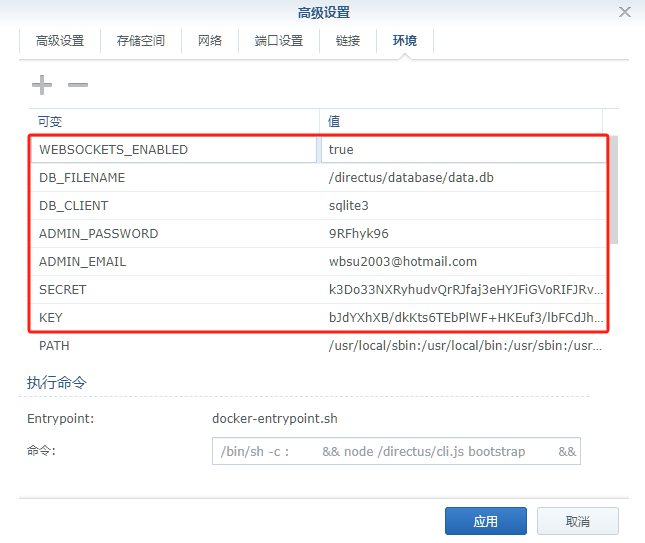 高级设置
高级设置 存储空间 网络 端口设置 链接 环境
可变 值
WEBSOCKETS_ENABLED true
DB_FILENAME /directus/database/data.db
DB_CLIENT sqlite3
ADMIN_PASSWORD 9RFhyk96
ADMIN_EMAIL wbsu2003@hotmail.com
SECRET k3Do33NXRyhudvQrRJfaj3eHYJFiGVoRIFJRv...
KEY bJdYXhXB/dkKts6TEbPlWF+HKEuf3/lbFCdJh...
PATH /usr/local/sbin:/usr/local/bin:/usr/sbin:/usr...
执行命令
Entrypoint: docker-entrypoint.sh
命令: /bin/sh -c : && node /directus/cli.js bootstrap &&
应用 取消